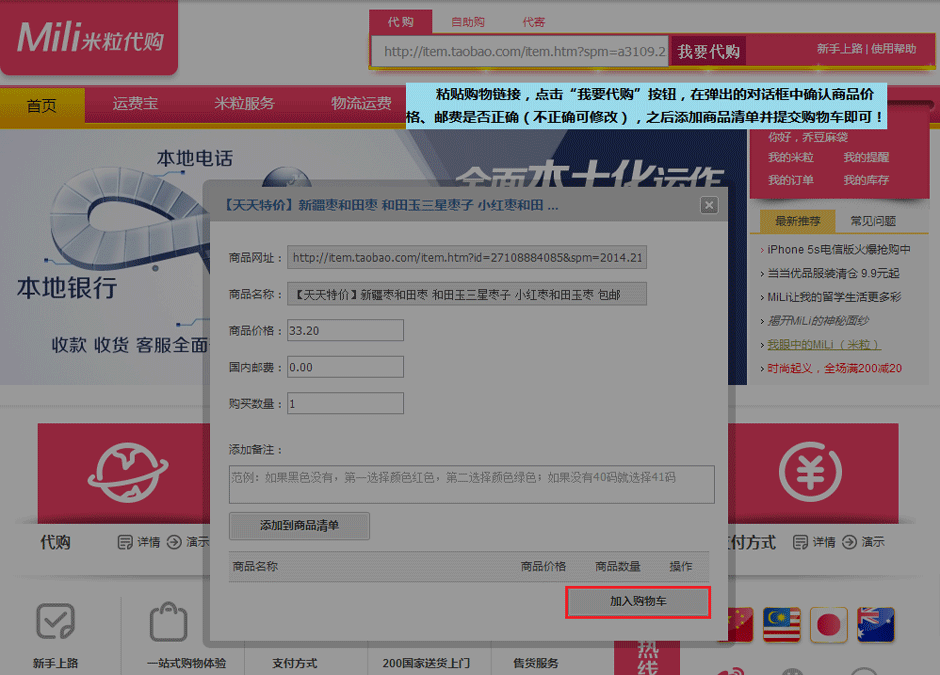 Mili米粒代购
代购 自助购 代寄
http://item.taobao.com/item.htm?spm=a3109.2 我要代购 新手上路 | 使用帮助
首页 运费宝 米粒服务 物流运费
粘贴购物链接，点击“我要代购”按钮，在弹出的对话框中确认商品价
格、邮费是否正确（不正确可修改），之后添加商品清单并提交购物车即可！
你好，乔豆麻袋
我的米粒 我的提醒
我的订单 我的库存
本地电话
全面本土化运作
本地银行
收款 收货 客服全面
最新推荐 常见问题
› iPhone 5s电信版火爆抢购中
› 当当优品服装清仓 9.9元起
› MiLi让我的留学生活更多彩
› 揭开MiLi的神秘面纱
› 我眼中的MiLi （米粒）
› 时尚起义，全场满200减20
【天天特价】新疆枣和田枣 和田玉三星枣子 小红枣和田 ...
商品网址： http://item.taobao.com/item.htm?id=27108884085&spm=2014.21
商品名称： 【天天特价】新疆枣和田枣 和田玉三星枣子 小红枣和田玉枣 包邮
商品价格： 33.20
国内邮费： 0.00
购买数量： 1
添加备注：
范例：如果黑色没有，第一选择颜色红色，第二选择颜色绿色；如果没有40码就选择41码
添加到商品清单
商品名称 商品价格 商品数量 操作
加入购物车
代购 详情 演示
支付方式 详情 演示
新手上路 一站式购物体验 支付方式 200国家送货上门 售货服务
热
线